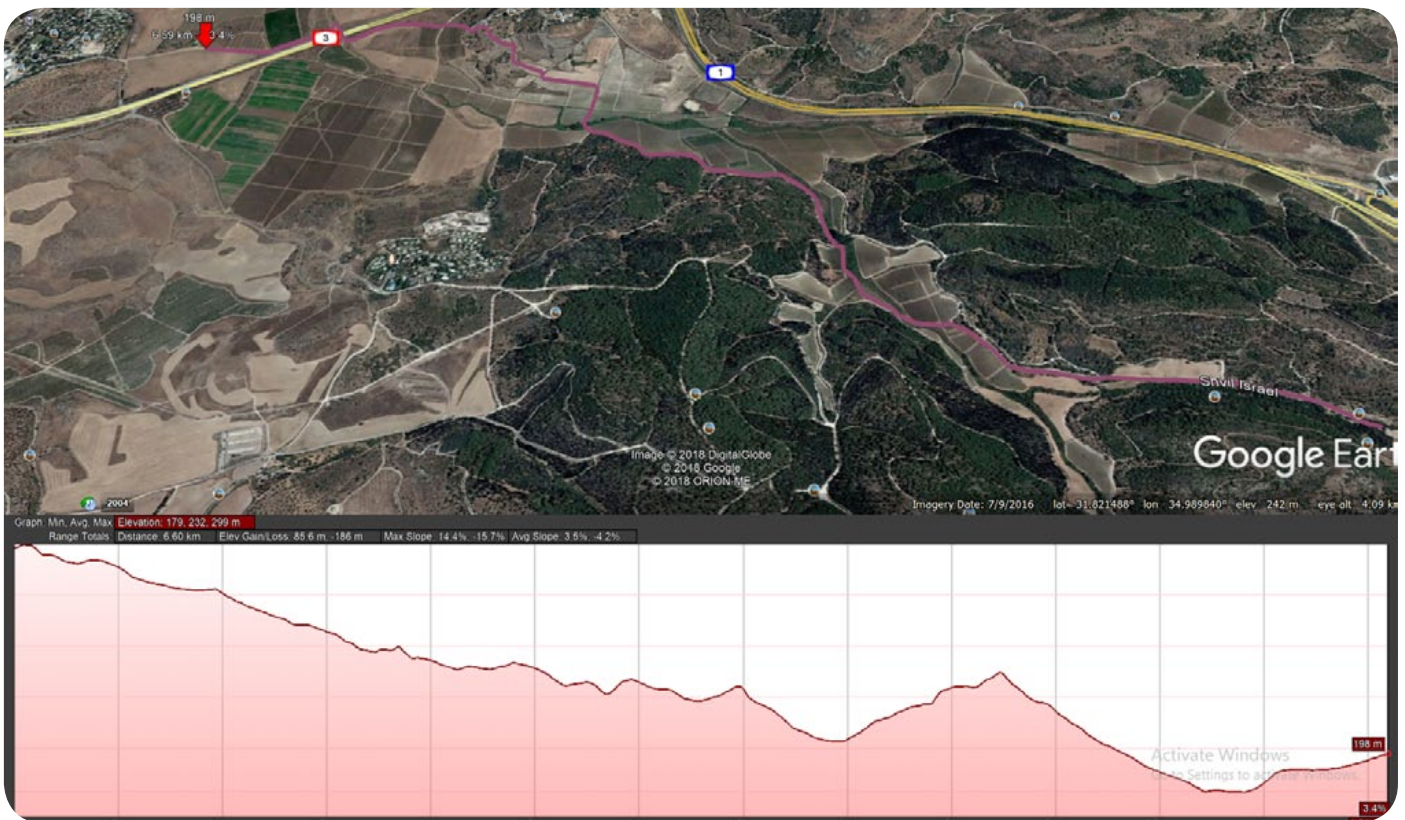 198 m
6.59 km 3.4%
3
1
Shvil Israel
Image © 2018 DigitalGlobe
© 2018 Google
© 2018 ORION-ME
Google Eart
2004
Imagery Date: 7/9/2016 lat 31.821488° lon 34.989840° elev 242 m eye alt 4.09 km
Graph: Min, Avg, Max Elevation: 179, 232, 299 m
Range Totals Distance: 6.60 km Elev Gain/Loss: 85.6 m, -186 m Max Slope: 14.4%, -15.7% Avg Slope: 3.5%, -4.2%
198 m
Activate Windows
Go to Settings to activate Windows.
3.4%